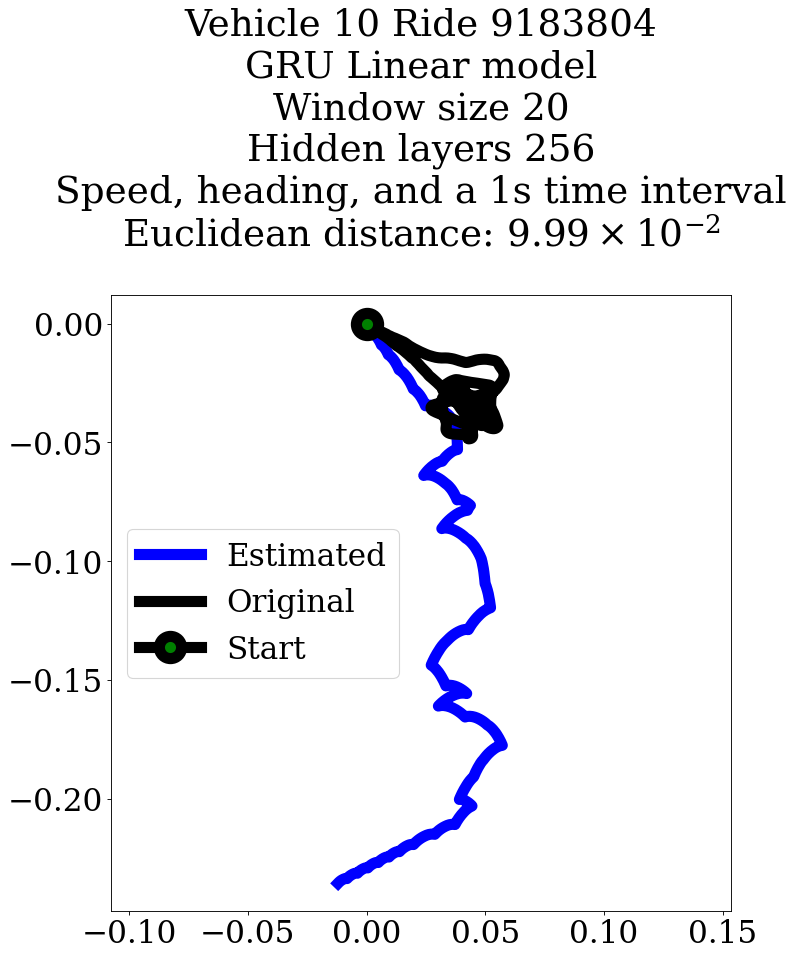 Vehicle 10 Ride 9183804
GRU Linear model
Window size 20
Hidden layers 256
Speed, heading, and a 1s time interval
Euclidean distance: 9.99 × 10⁻²
0.00
−0.05
−0.10
−0.15
−0.20
Estimated
Original
Start
−0.10 −0.05 0.00 0.05 0.10 0.15